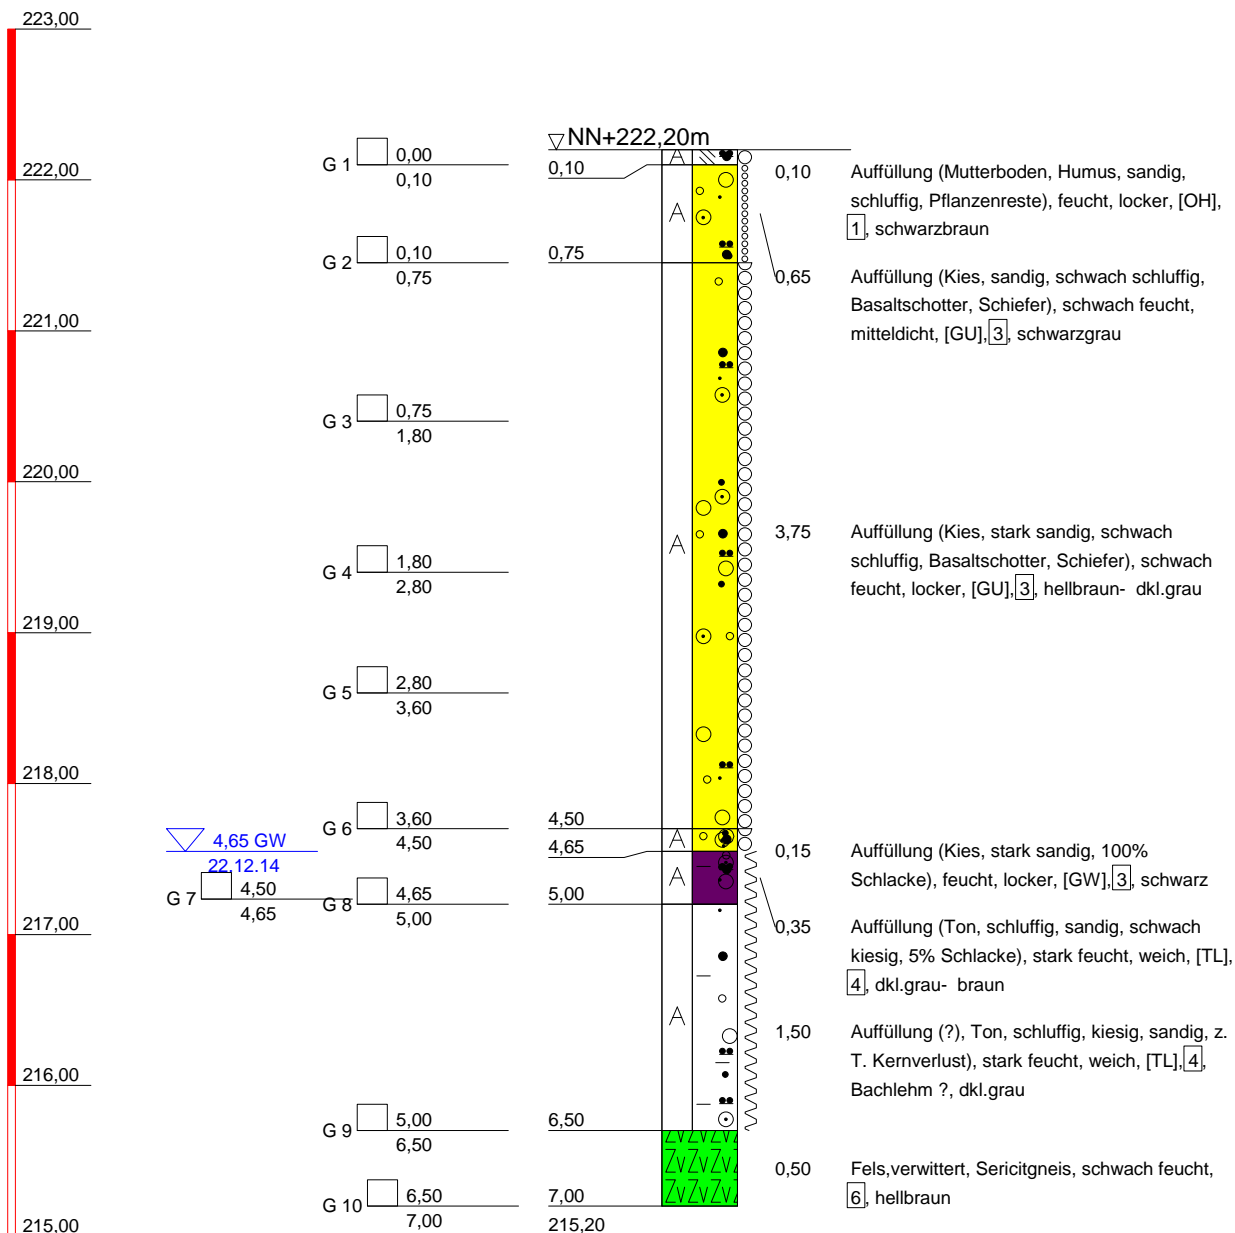 223,00
NN+222,20m
G 1
0,00
0,10
0,10
222,00
A
0,10
Auffüllung (Mutterboden, Humus, sandig,
schluffig, Pflanzenreste), feucht, locker, [OH],
1, schwarzbraun
A
G 2
0,10
0,75
0,75
0,65
Auffüllung (Kies, sandig, schwach schluffig,
Basaltschotter, Schiefer), schwach feucht,
mitteldicht, [GU],3, schwarzgrau
221,00
G 3
0,75
1,80
220,00
G 4
1,80
2,80
A
3,75
Auffüllung (Kies, stark sandig, schwach
schluffig, Basaltschotter, Schiefer), schwach
feucht, locker, [GU],3, hellbraun- dkl.grau
219,00
G 5
2,80
3,60
218,00
G 6
3,60
4,50
4,50
4,65 GW
22.12.14
A
4,65
0,15
Auffüllung (Kies, stark sandig, 100%
Schlacke), feucht, locker, [GW],3, schwarz
G 7
4,50
4,65
G 8
4,65
5,00
A
5,00
217,00
0,35
Auffüllung (Ton, schluffig, sandig, schwach
kiesig, 5% Schlacke), stark feucht, weich, [TL],
4, dkl.grau- braun
A
1,50
Auffüllung (?), Ton, schluffig, kiesig, sandig, z.
T. Kernverlust), stark feucht, weich, [TL],4,
Bachlehm ?, dkl.grau
216,00
G 9
5,00
6,50
6,50
0,50
Fels,verwittert, Sericitgneis, schwach feucht,
6, hellbraun
G 10
6,50
7,00
7,00
215,20
215,00